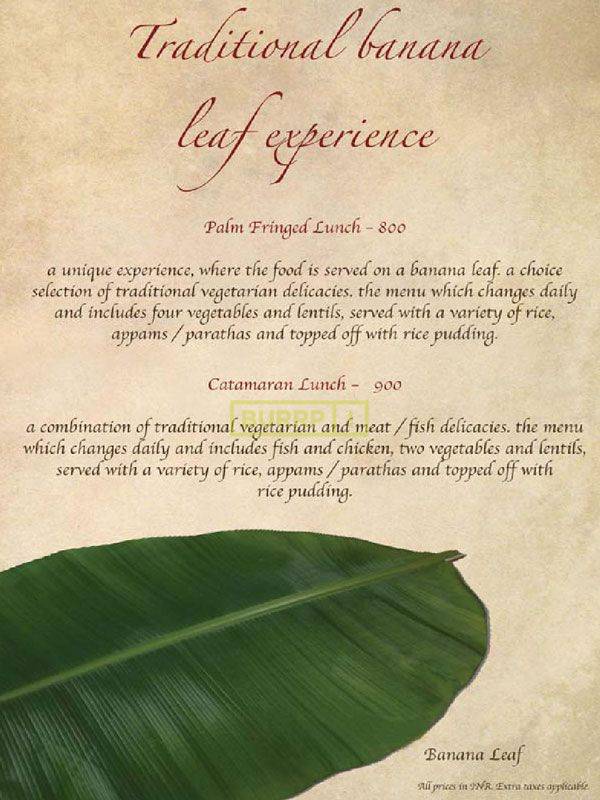 Traditional banana
leaf experience
Palm Fringed Lunch - 800
a unique experience, where the food is served on a banana leaf. a choice
selection of traditional vegetarian delicacies. the menu which changes daily
and includes four vegetables and lentils, served with a variety of rice,
appams / parathas and topped off with rice pudding.
Catamaran Lunch - 900
BURRP!
a combination of traditional vegetarian and meat / fish delicacies. the menu
which changes daily and includes fish and chicken, two vegetables and lentils,
served with a variety of rice, appams / parathas and topped off with
rice pudding.
Banana Leaf
All prices in INR. Extra taxes applicable.